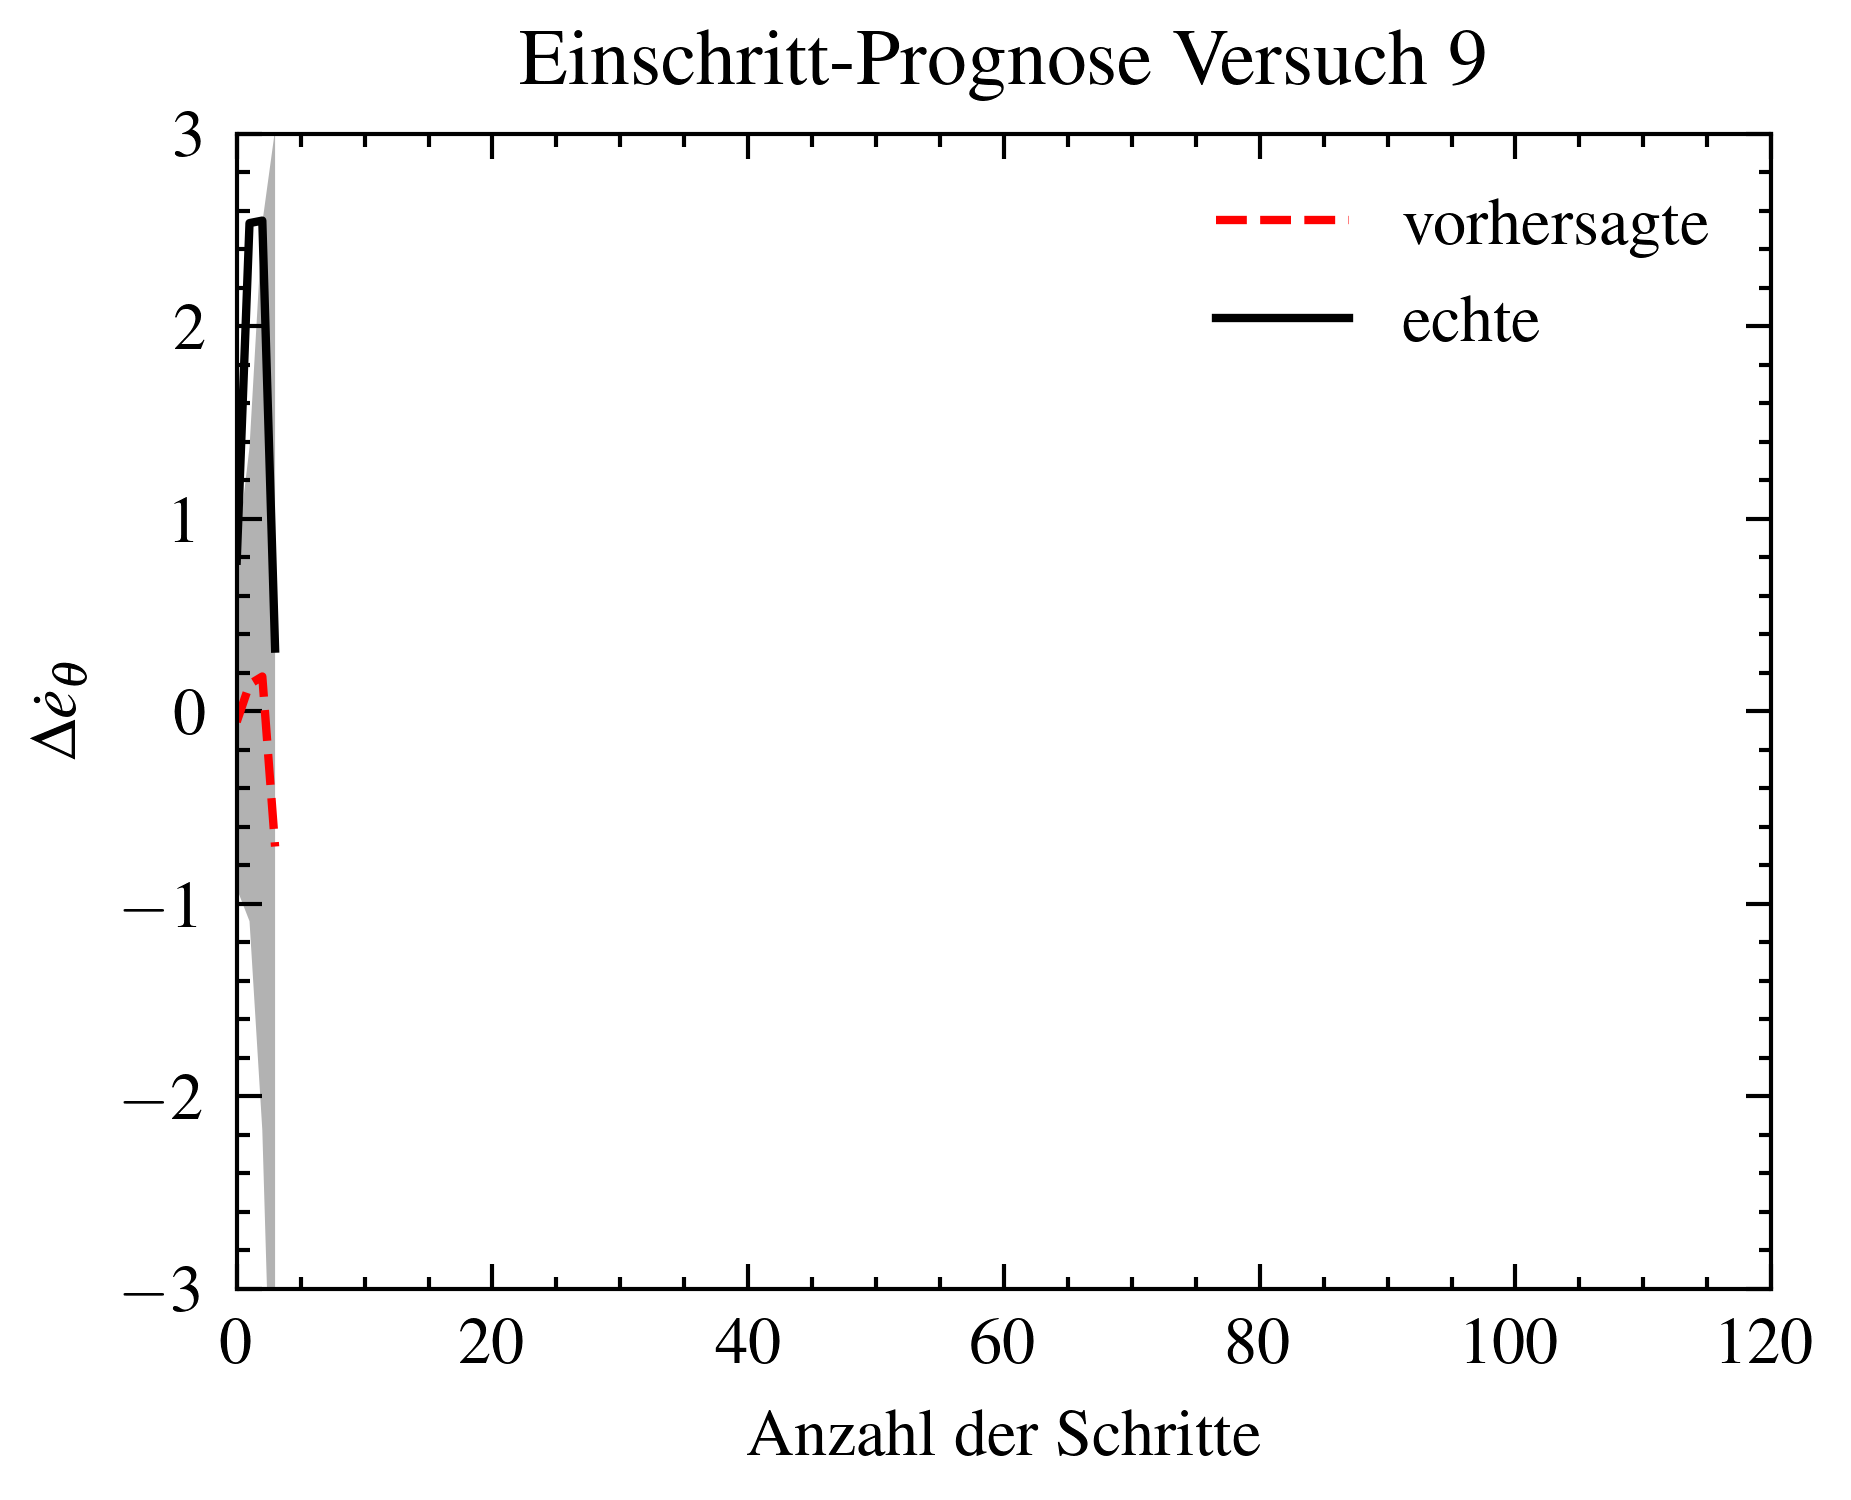 Einschritt-Prognose Versuch 9
3
2
1
0
−1
−2
−3
Δėθ
vorhersagte
echte
0 20 40 60 80 100 120
Anzahl der Schritte